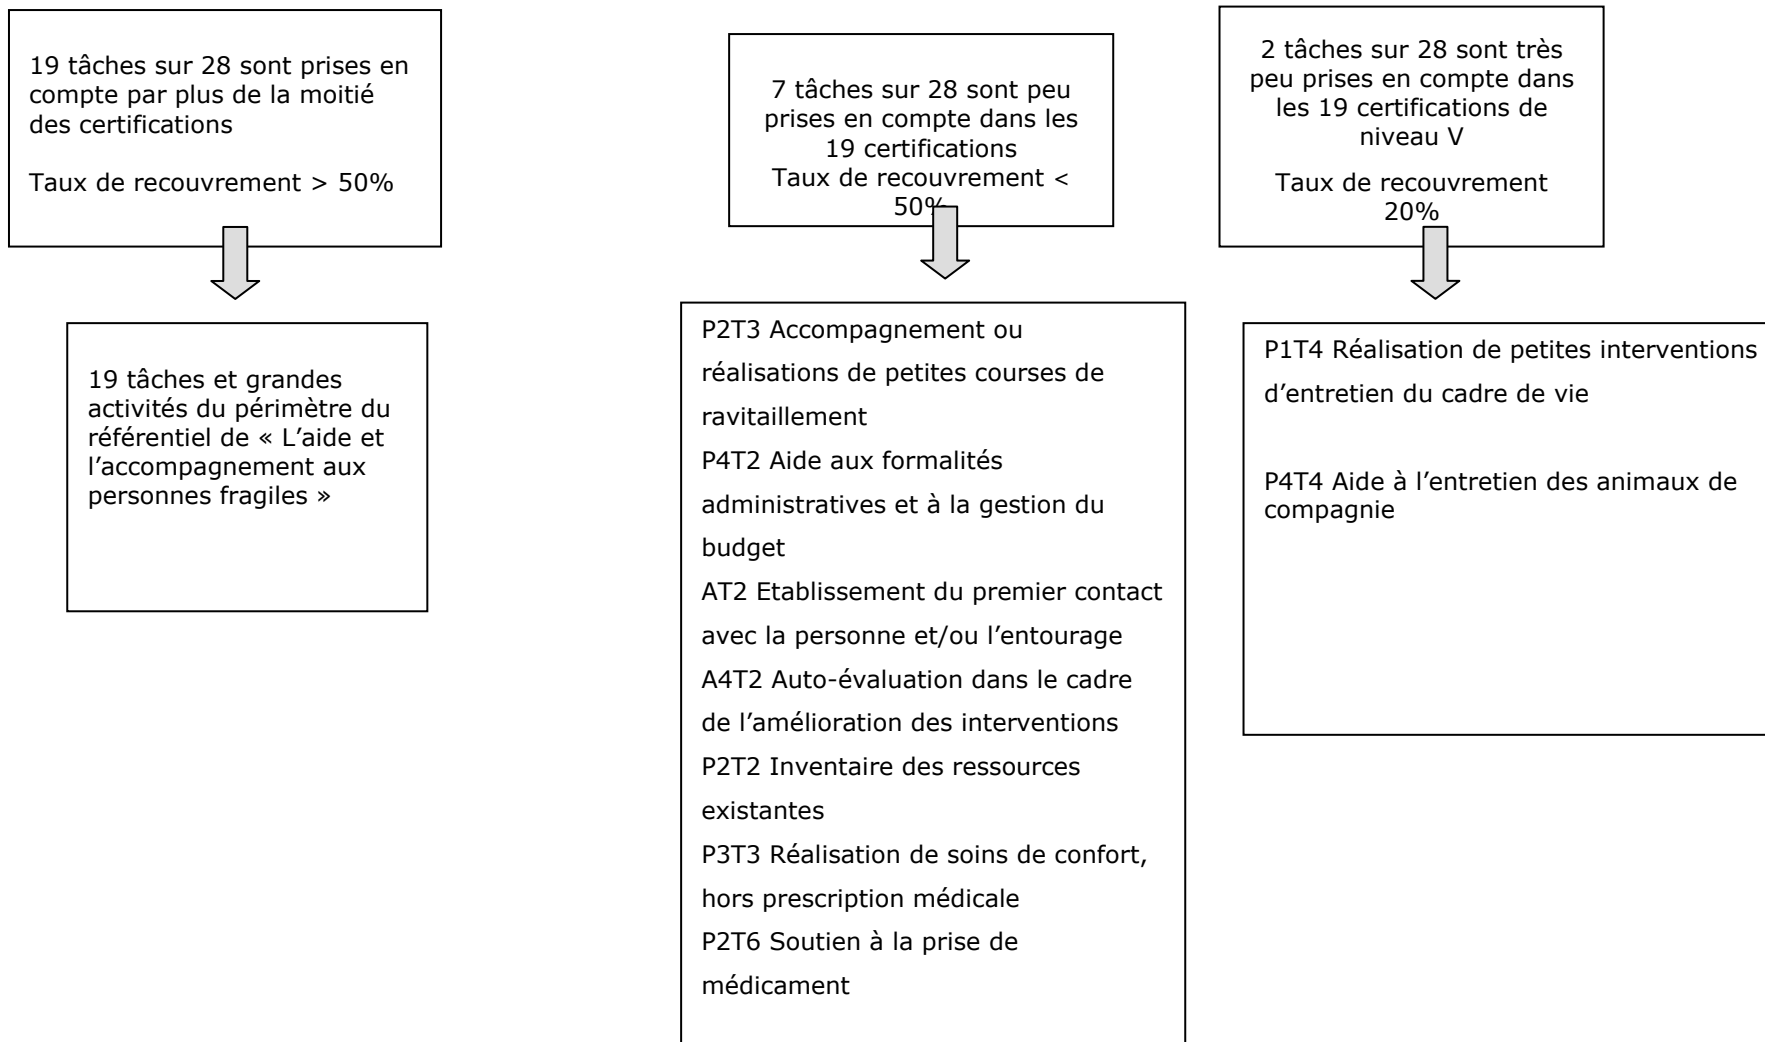 19 tâches sur 28 sont prises en
compte par plus de la moitié
des certifications
Taux de recouvrement > 50%
19 tâches et grandes
activités du périmètre du
référentiel de « L’aide et
l’accompagnement aux
personnes fragiles »
7 tâches sur 28 sont peu
prises en compte dans les
19 certifications
Taux de recouvrement <
50%
P2T3 Accompagnement ou
réalisations de petites courses de
ravitaillement
P4T2 Aide aux formalités
administratives et à la gestion du
budget
AT2 Etablissement du premier contact
avec la personne et/ou l’entourage
A4T2 Auto-évaluation dans le cadre
de l’amélioration des interventions
P2T2 Inventaire des ressources
existantes
P3T3 Réalisation de soins de confort,
hors prescription médicale
P2T6 Soutien à la prise de
médicament
2 tâches sur 28 sont très
peu prises en compte dans
les 19 certifications de
niveau V
Taux de recouvrement
20%
P1T4 Réalisation de petites interventions
d’entretien du cadre de vie
P4T4 Aide à l’entretien des animaux de
compagnie